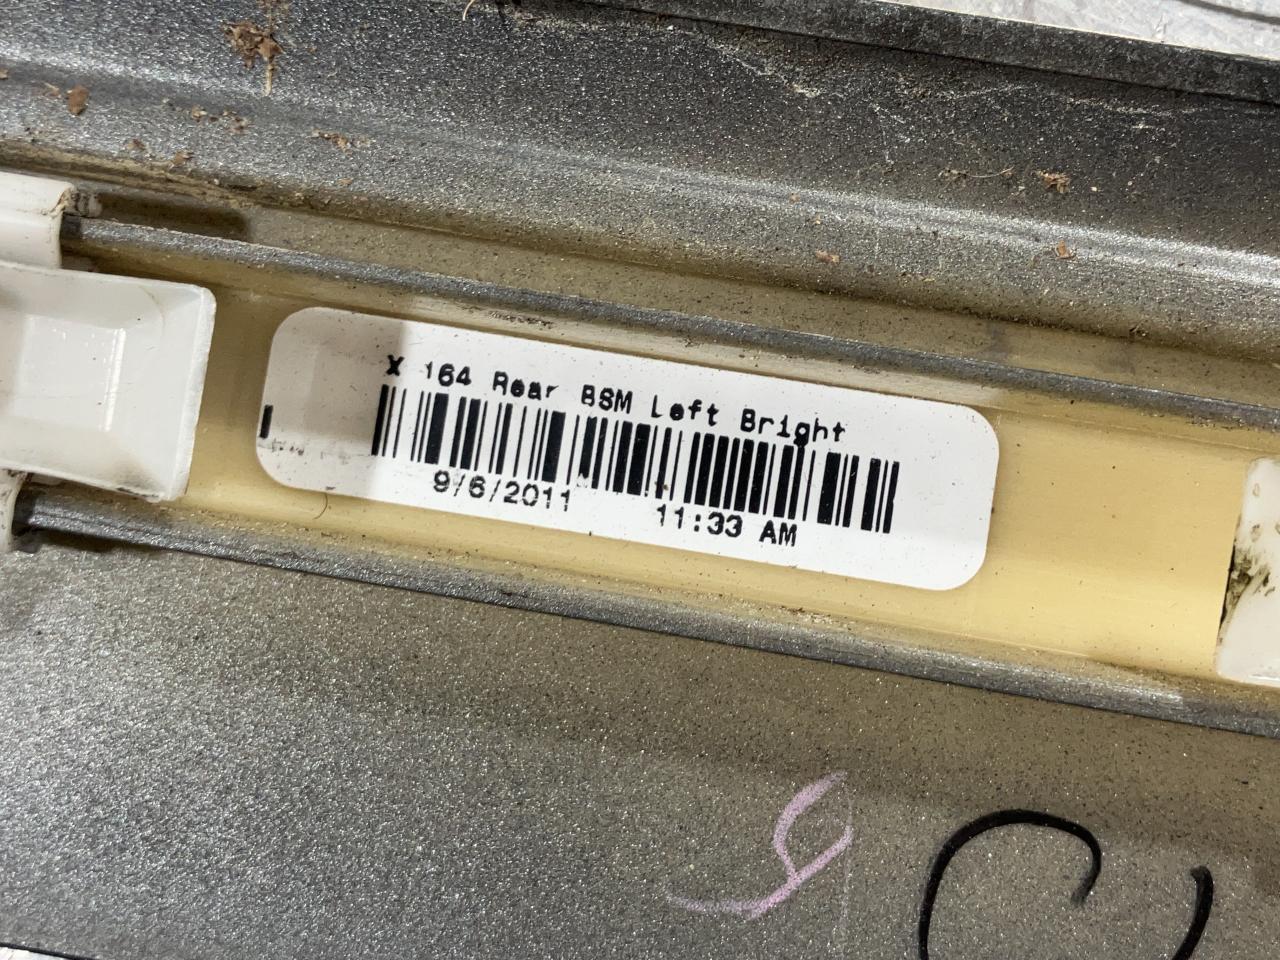 X 164 Rear BSM Left Bright
9/6/2011 11:33 AM